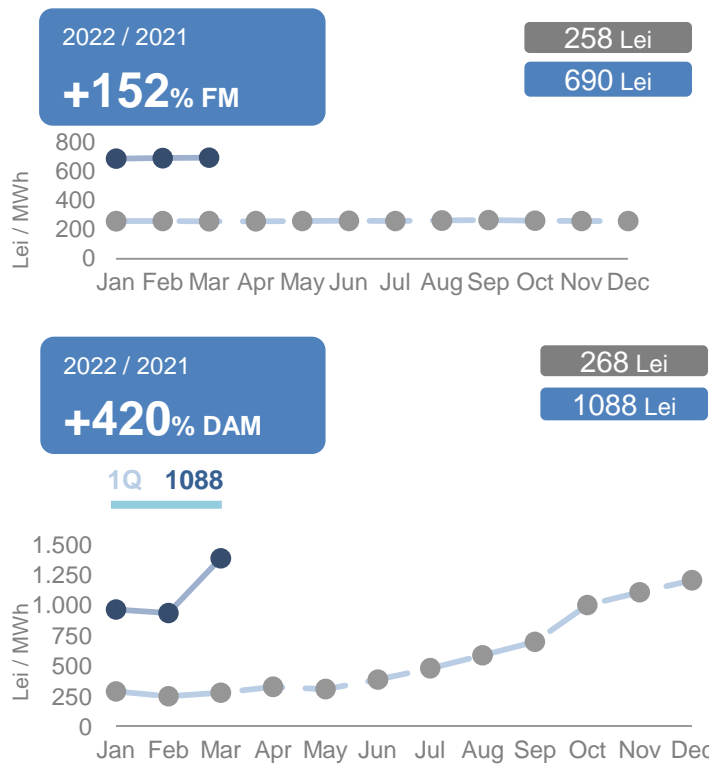 2022 / 2021
+152% FM
258 Lei
690 Lei
Lei / MWh
800
600
400
200
0
Jan Feb Mar Apr May Jun Jul Aug Sep Oct Nov Dec
2022 / 2021
+420% DAM
268 Lei
1088 Lei
1Q 1088
Lei / MWh
1.500
1.250
1.000
750
500
250
0
Jan Feb Mar Apr May Jun Jul Aug Sep Oct Nov Dec